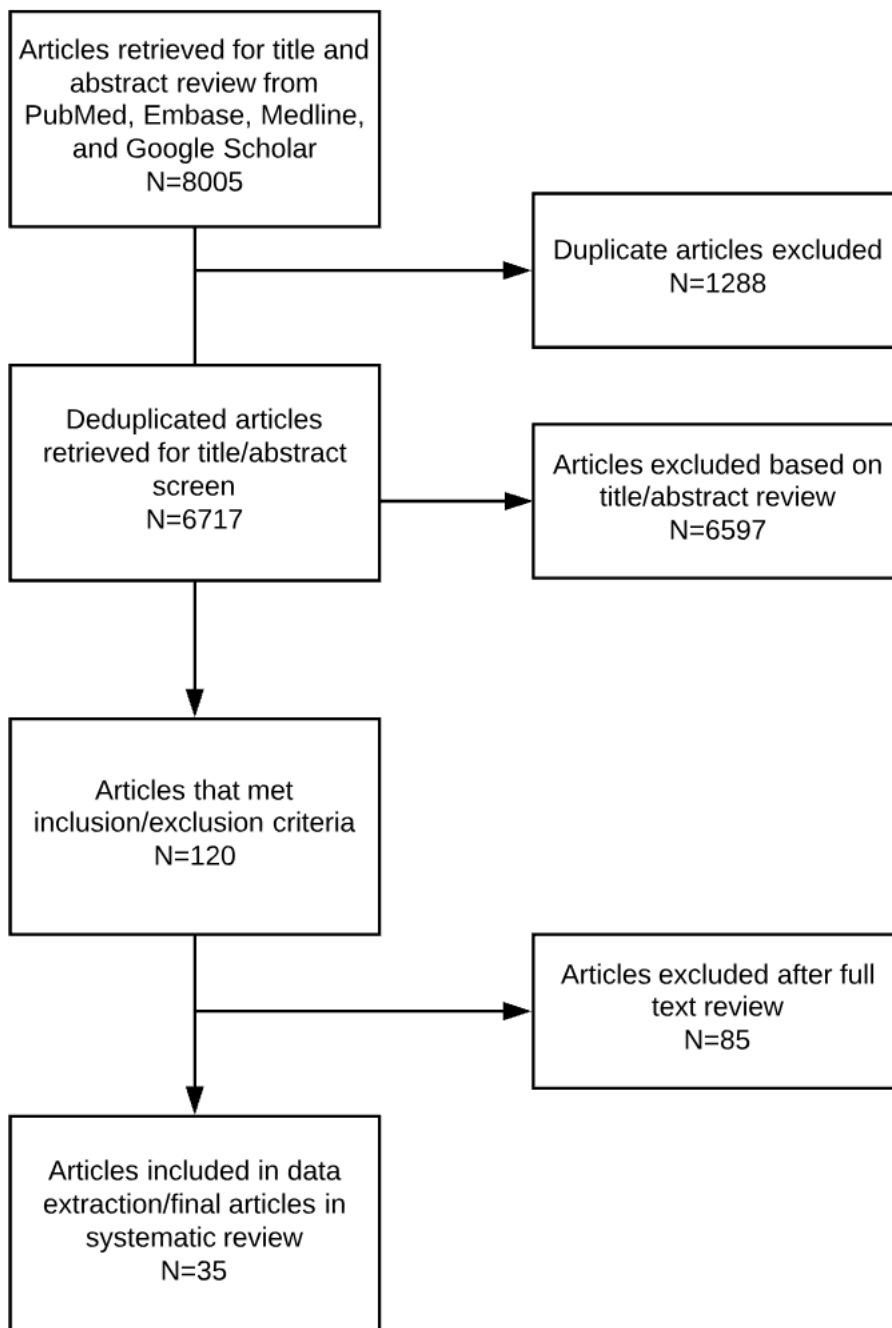 Articles retrieved for title and
abstract review from
PubMed, Embase, Medline,
and Google Scholar
N=8005
Duplicate articles excluded
N=1288
Deduplicated articles
retrieved for title/abstract
screen
N=6717
Articles excluded based on
title/abstract review
N=6597
Articles that met
inclusion/exclusion criteria
N=120
Articles excluded after full
text review
N=85
Articles included in data
extraction/final articles in
systematic review
N=35